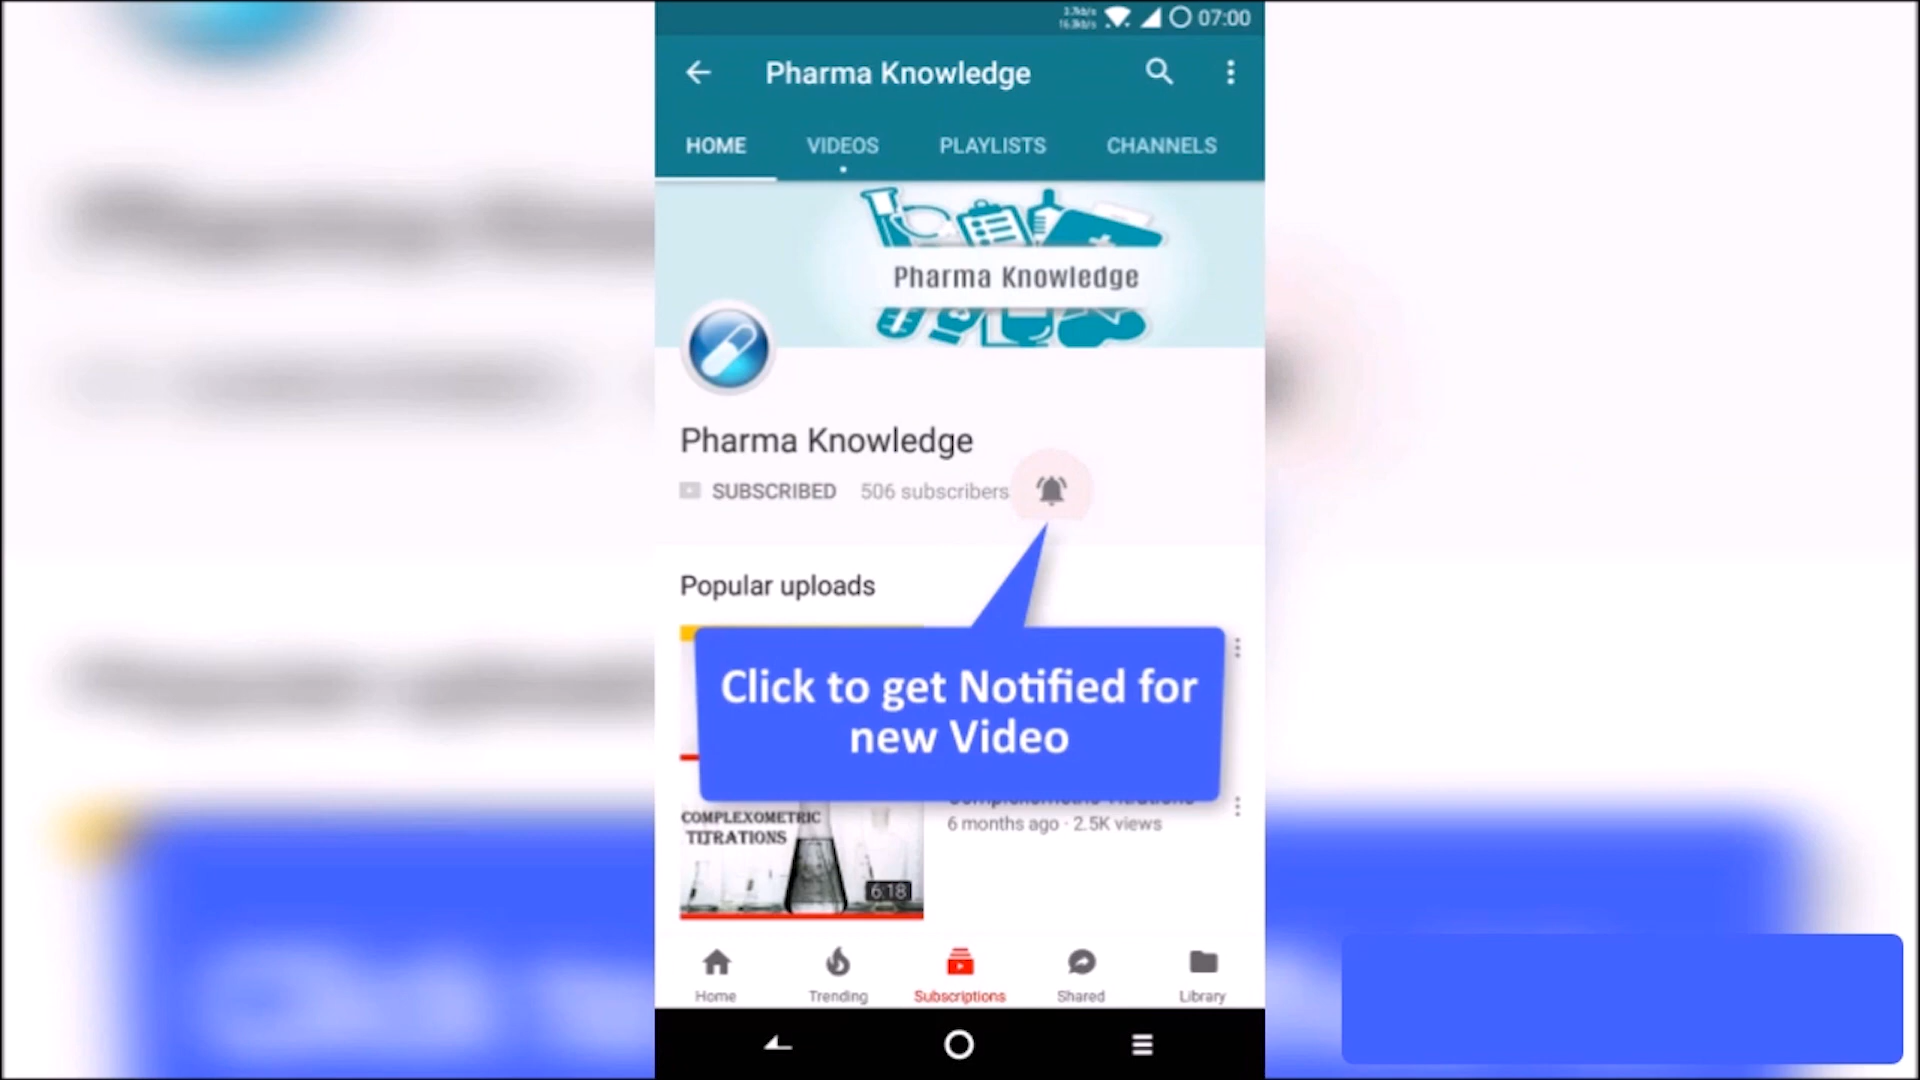 07:00
Pharma Knowledge
HOME VIDEOS PLAYLISTS CHANNELS
Pharma Knowledge
Pharma Knowledge
SUBSCRIBED 506 subscribers
Popular uploads
Click to get Notified for
new Video
COMPLEXOMETRIC
TITRATIONS
6 months ago · 2.5K views
6:18
Home Trending Subscriptions Shared Library